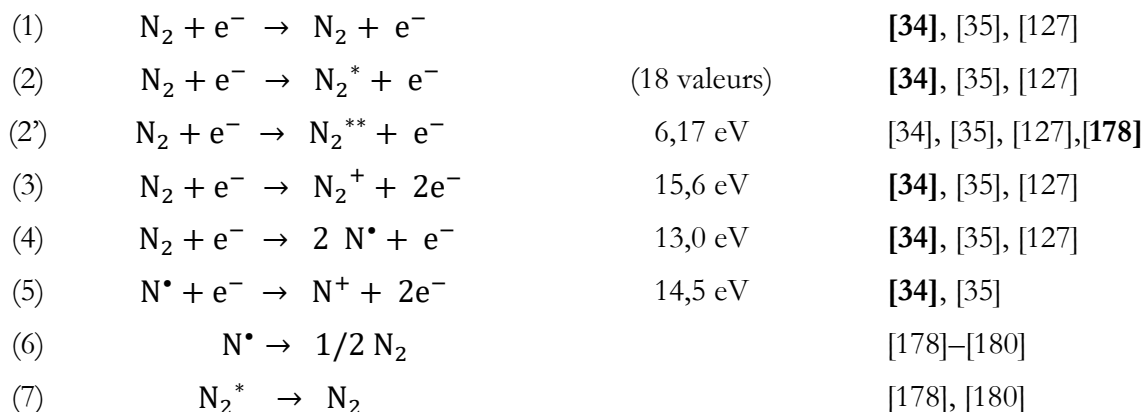 (1) N₂ + e⁻ → N₂ + e⁻ [34], [35], [127]
(2) N₂ + e⁻ → N₂* + e⁻ (18 valeurs) [34], [35], [127]
(2’) N₂ + e⁻ → N₂** + e⁻ 6,17 eV [34], [35], [127],[178]
(3) N₂ + e⁻ → N₂⁺ + 2e⁻ 15,6 eV [34], [35], [127]
(4) N₂ + e⁻ → 2 N• + e⁻ 13,0 eV [34], [35], [127]
(5) N• + e⁻ → N⁺ + 2e⁻ 14,5 eV [34], [35]
(6) N• → 1/2 N₂ [178]–[180]
(7) N₂* → N₂ [178], [180]